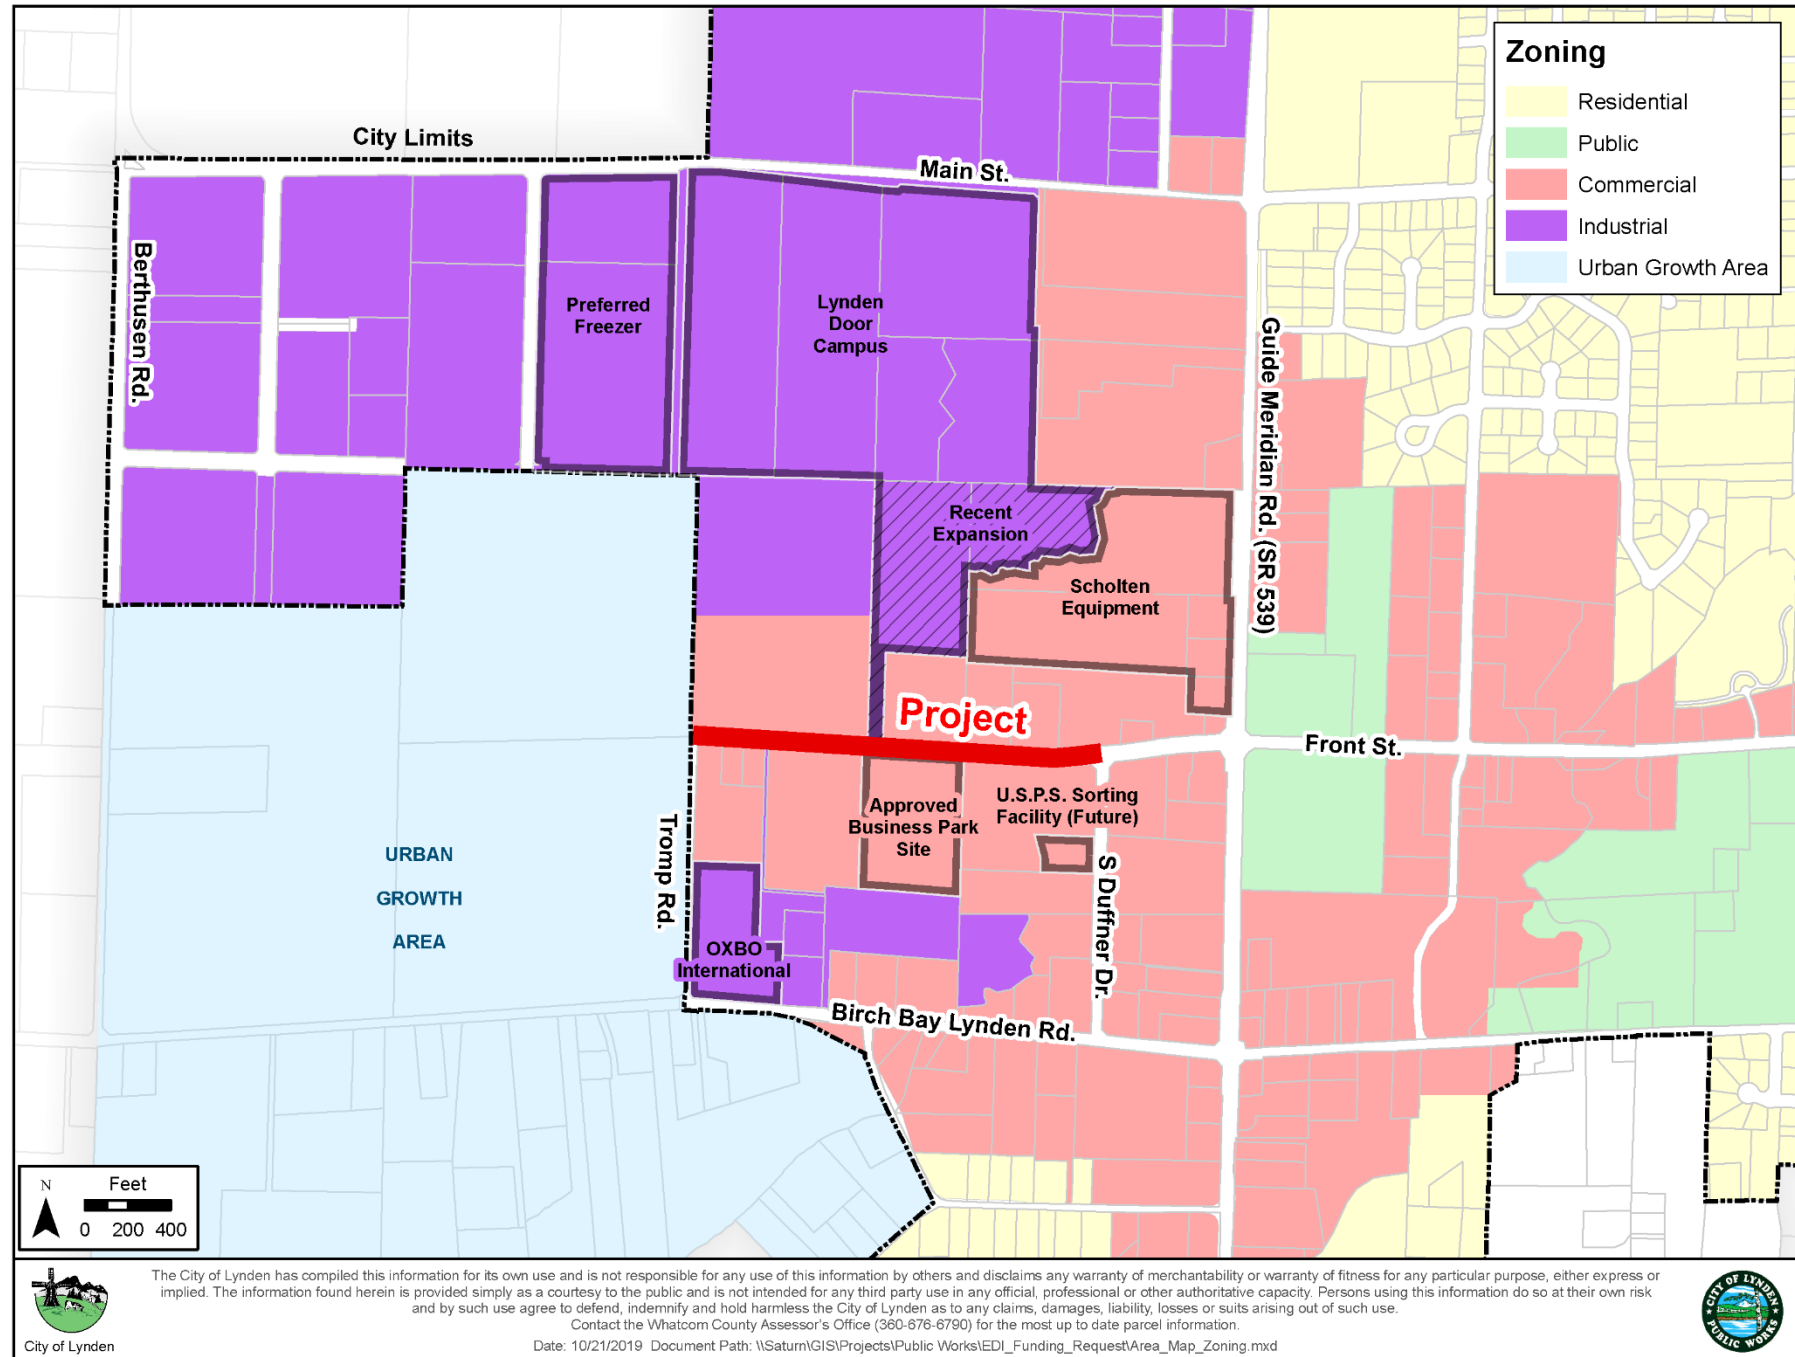 Zoning
Residential
Public
Commercial
Industrial
Urban Growth Area
City Limits
Main St.
Berthusen Rd.
Preferred
Freezer
Lynden
Door
Campus
Guide Meridian Rd. (SR 539)
Recent
Expansion
Scholten
Equipment
Project
Front St.
Approved
Business Park
Site
U.S.P.S. Sorting
Facility (Future)
Tromp Rd.
S Duffner Dr.
URBAN
GROWTH
AREA
OXBO
International
Birch Bay Lynden Rd.
N
Feet
0 200 400
City of Lynden
The City of Lynden has compiled this information for its own use and is not responsible for any use of this information by others and disclaims any warranty of merchantability or warranty of fitness for any particular purpose, either express or
implied. The information found herein is provided simply as a courtesy to the public and is not intended for any third party use in any official, professional or other authoritative capacity. Persons using this information do so at their own risk
and by such use agree to defend, indemnify and hold harmless the City of Lynden as to any claims, damages, liability, losses or suits arising out of such use.
Contact the Whatcom County Assessor's Office (360-676-6790) for the most up to date parcel information.
Date: 10/21/2019 Document Path: \\Saturn\GIS\Projects\Public Works\EDI_Funding_Request\Area_Map_Zoning.mxd
CITY OF LYNDEN
PUBLIC WORKS